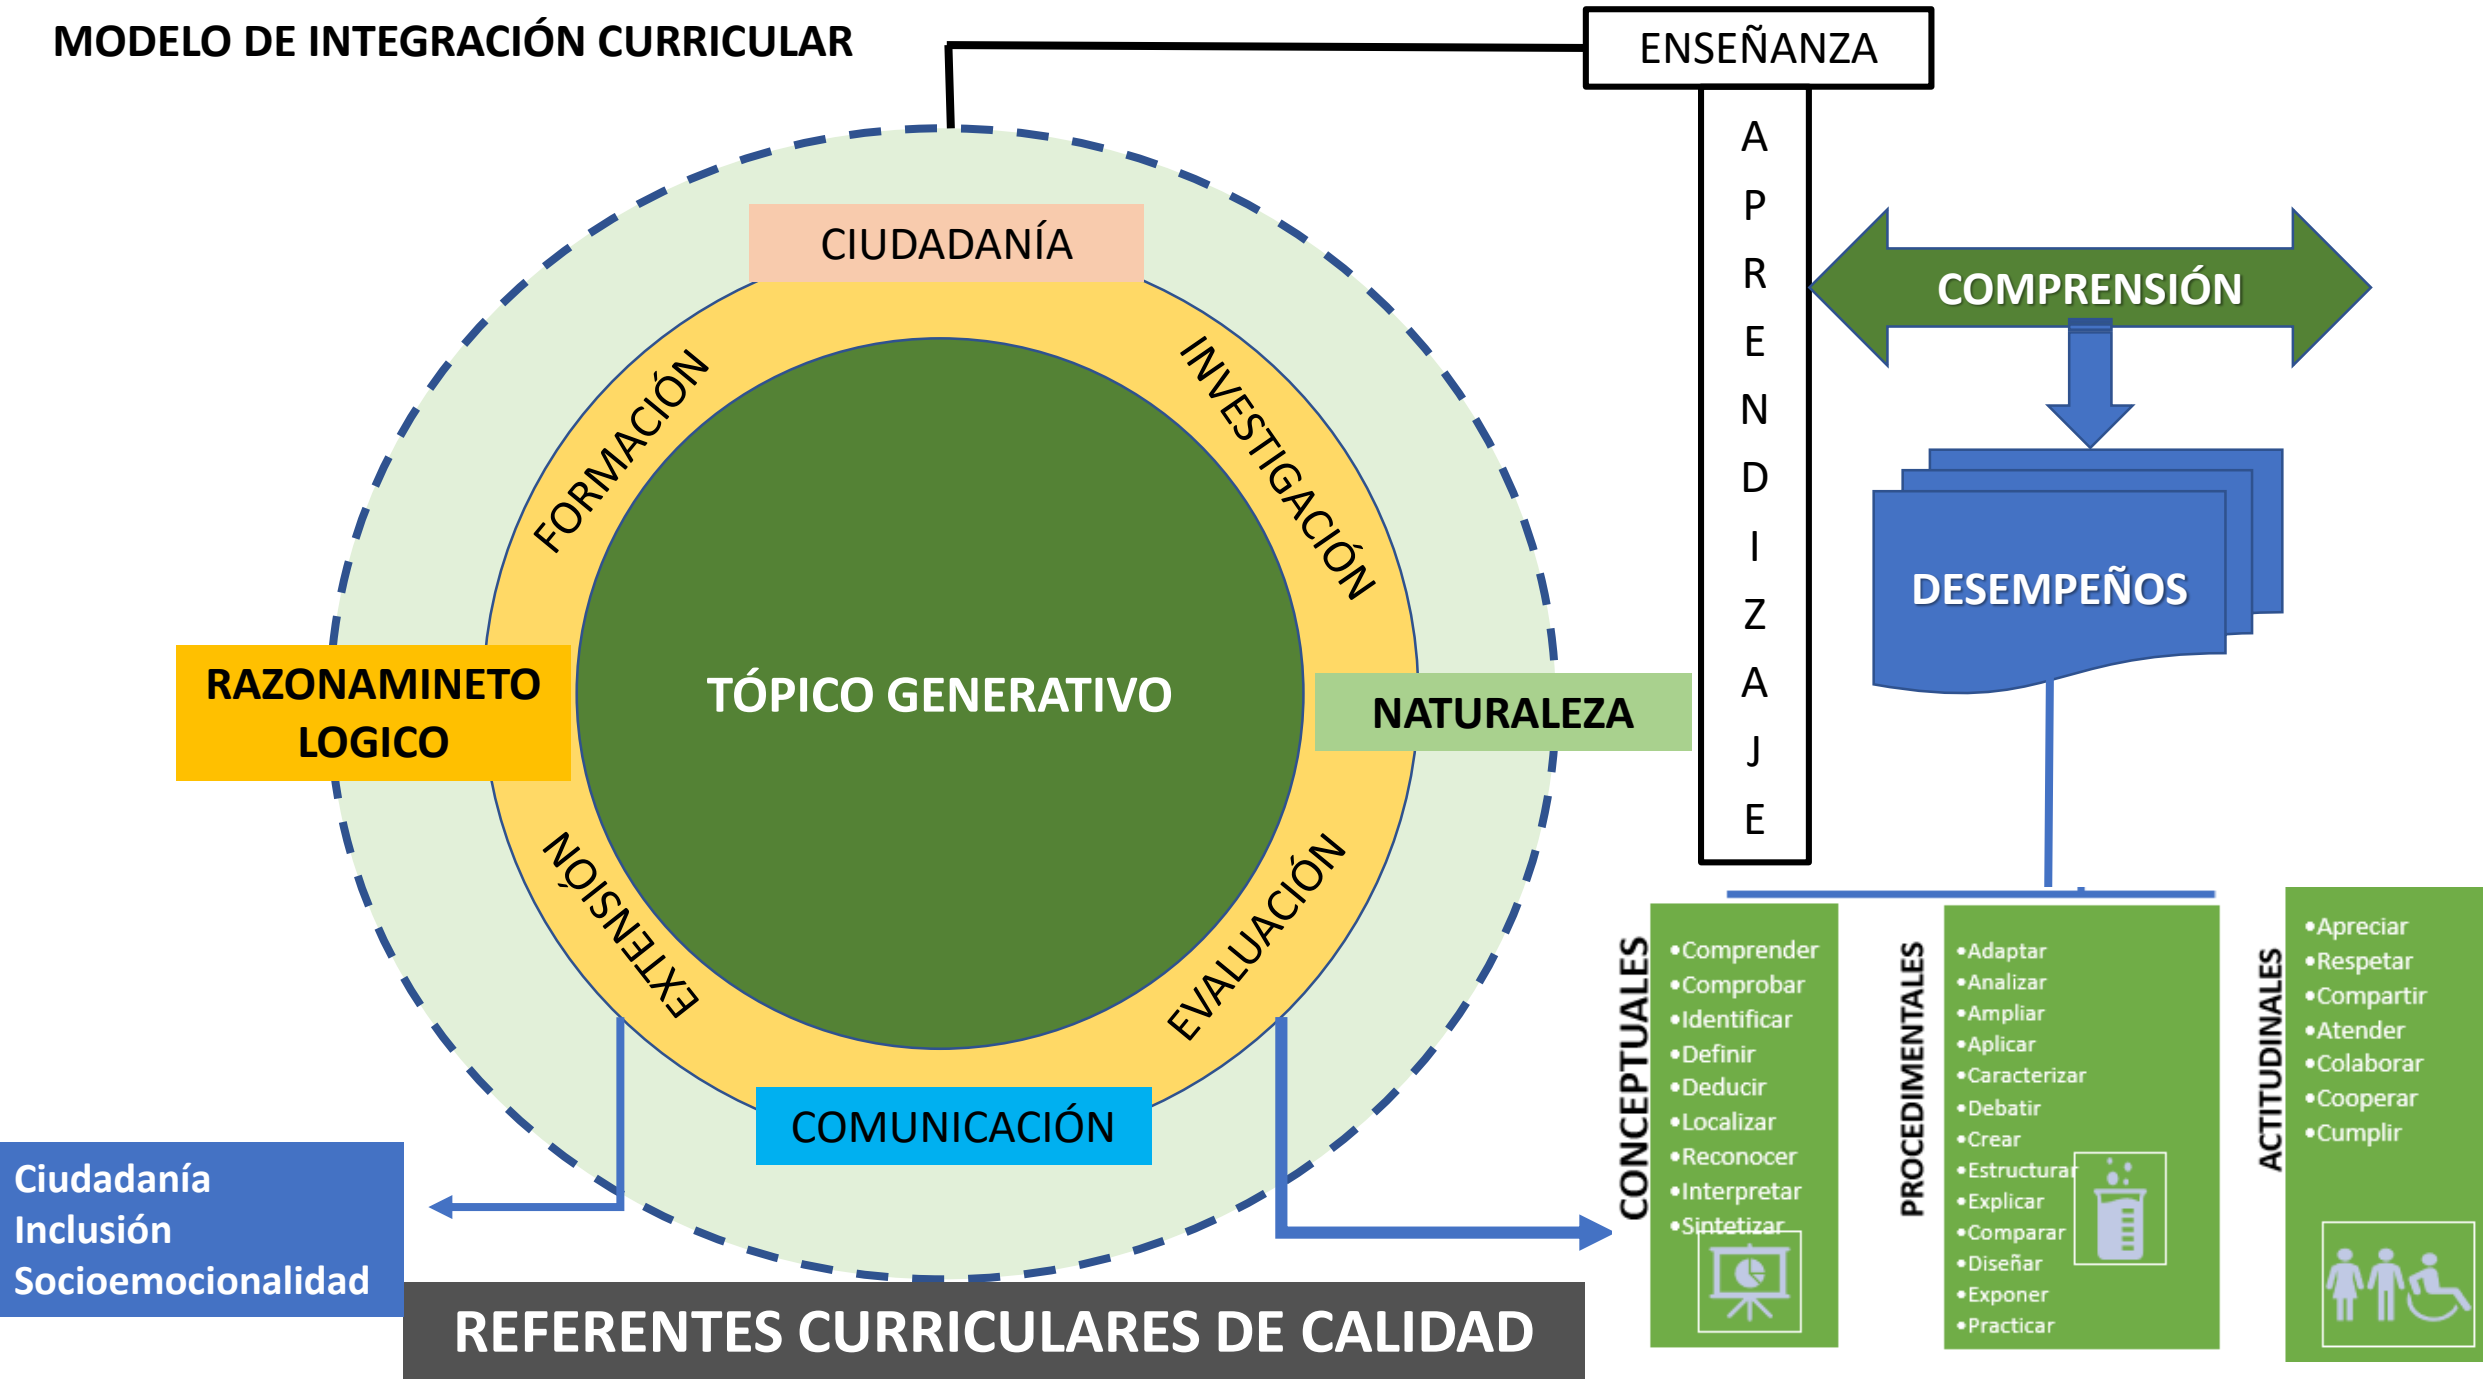 MODELO DE INTEGRACIÓN CURRICULAR
ENSEÑANZA
A
P
R
E
N
D
I
Z
A
J
E
CIUDADANÍA
FORMACIÓN
INVESTIGACIÓN
COMPRENSIÓN
DESEMPEÑOS
RAZONAMINETO
LOGICO
TÓPICO GENERATIVO
NATURALEZA
EXTENSIÓN
EVALUACIÓN
COMUNICACIÓN
Ciudadanía
Inclusión
Socioemocionalidad
REFERENTES CURRICULARES DE CALIDAD
CONCEPTUALES
•Comprender
•Comprobar
•Identificar
•Definir
•Deducir
•Localizar
•Reconocer
•Interpretar
•Sintetizar
PROCEDIMENTALES
•Adaptar
•Analizar
•Ampliar
•Aplicar
•Caracterizar
•Debatir
•Crear
•Estructurar
•Explicar
•Comparar
•Diseñar
•Exponer
•Practicar
ACTITUDINALES
•Apreciar
•Respetar
•Compartir
•Atender
•Colaborar
•Cooperar
•Cumplir